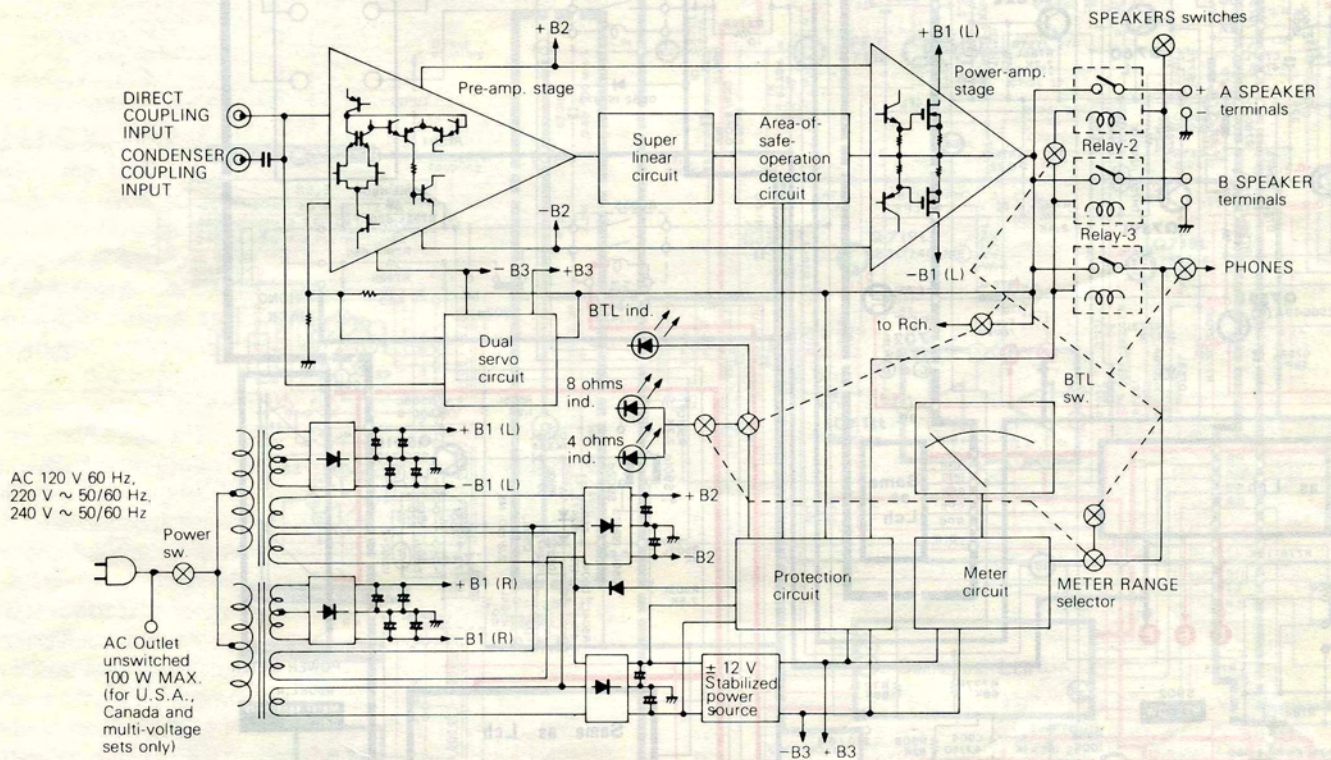 SPEAKERS switches
+B2
+B1 (L)
Pre-amp. stage
Power-amp.
stage
DIRECT
COUPLING
INPUT
CONDENSER
COUPLING
INPUT
Super
linear
circuit
Area-of-
safe-
operation
detector
circuit
+
−
A SPEAKER
terminals
Relay-2
B SPEAKER
terminals
Relay-3
−B2
−B1 (L)
−B3
+B3
PHONES
to Rch.
BTL ind.
Dual
servo
circuit
8 ohms
ind.
4 ohms
ind.
BTL
sw.
+B1 (L)
−B1 (L)
AC 120 V 60 Hz,
220 V ~ 50/60 Hz,
240 V ~ 50/60 Hz
Power
sw.
+B2
−B2
+B1 (R)
−B1 (R)
Protection
circuit
Meter
circuit
METER RANGE
selector
AC Outlet
unswitched
100 W MAX.
(for U.S.A.,
Canada and
multi-voltage
sets only)
± 12 V
Stabilized
power
source
−B3 +B3